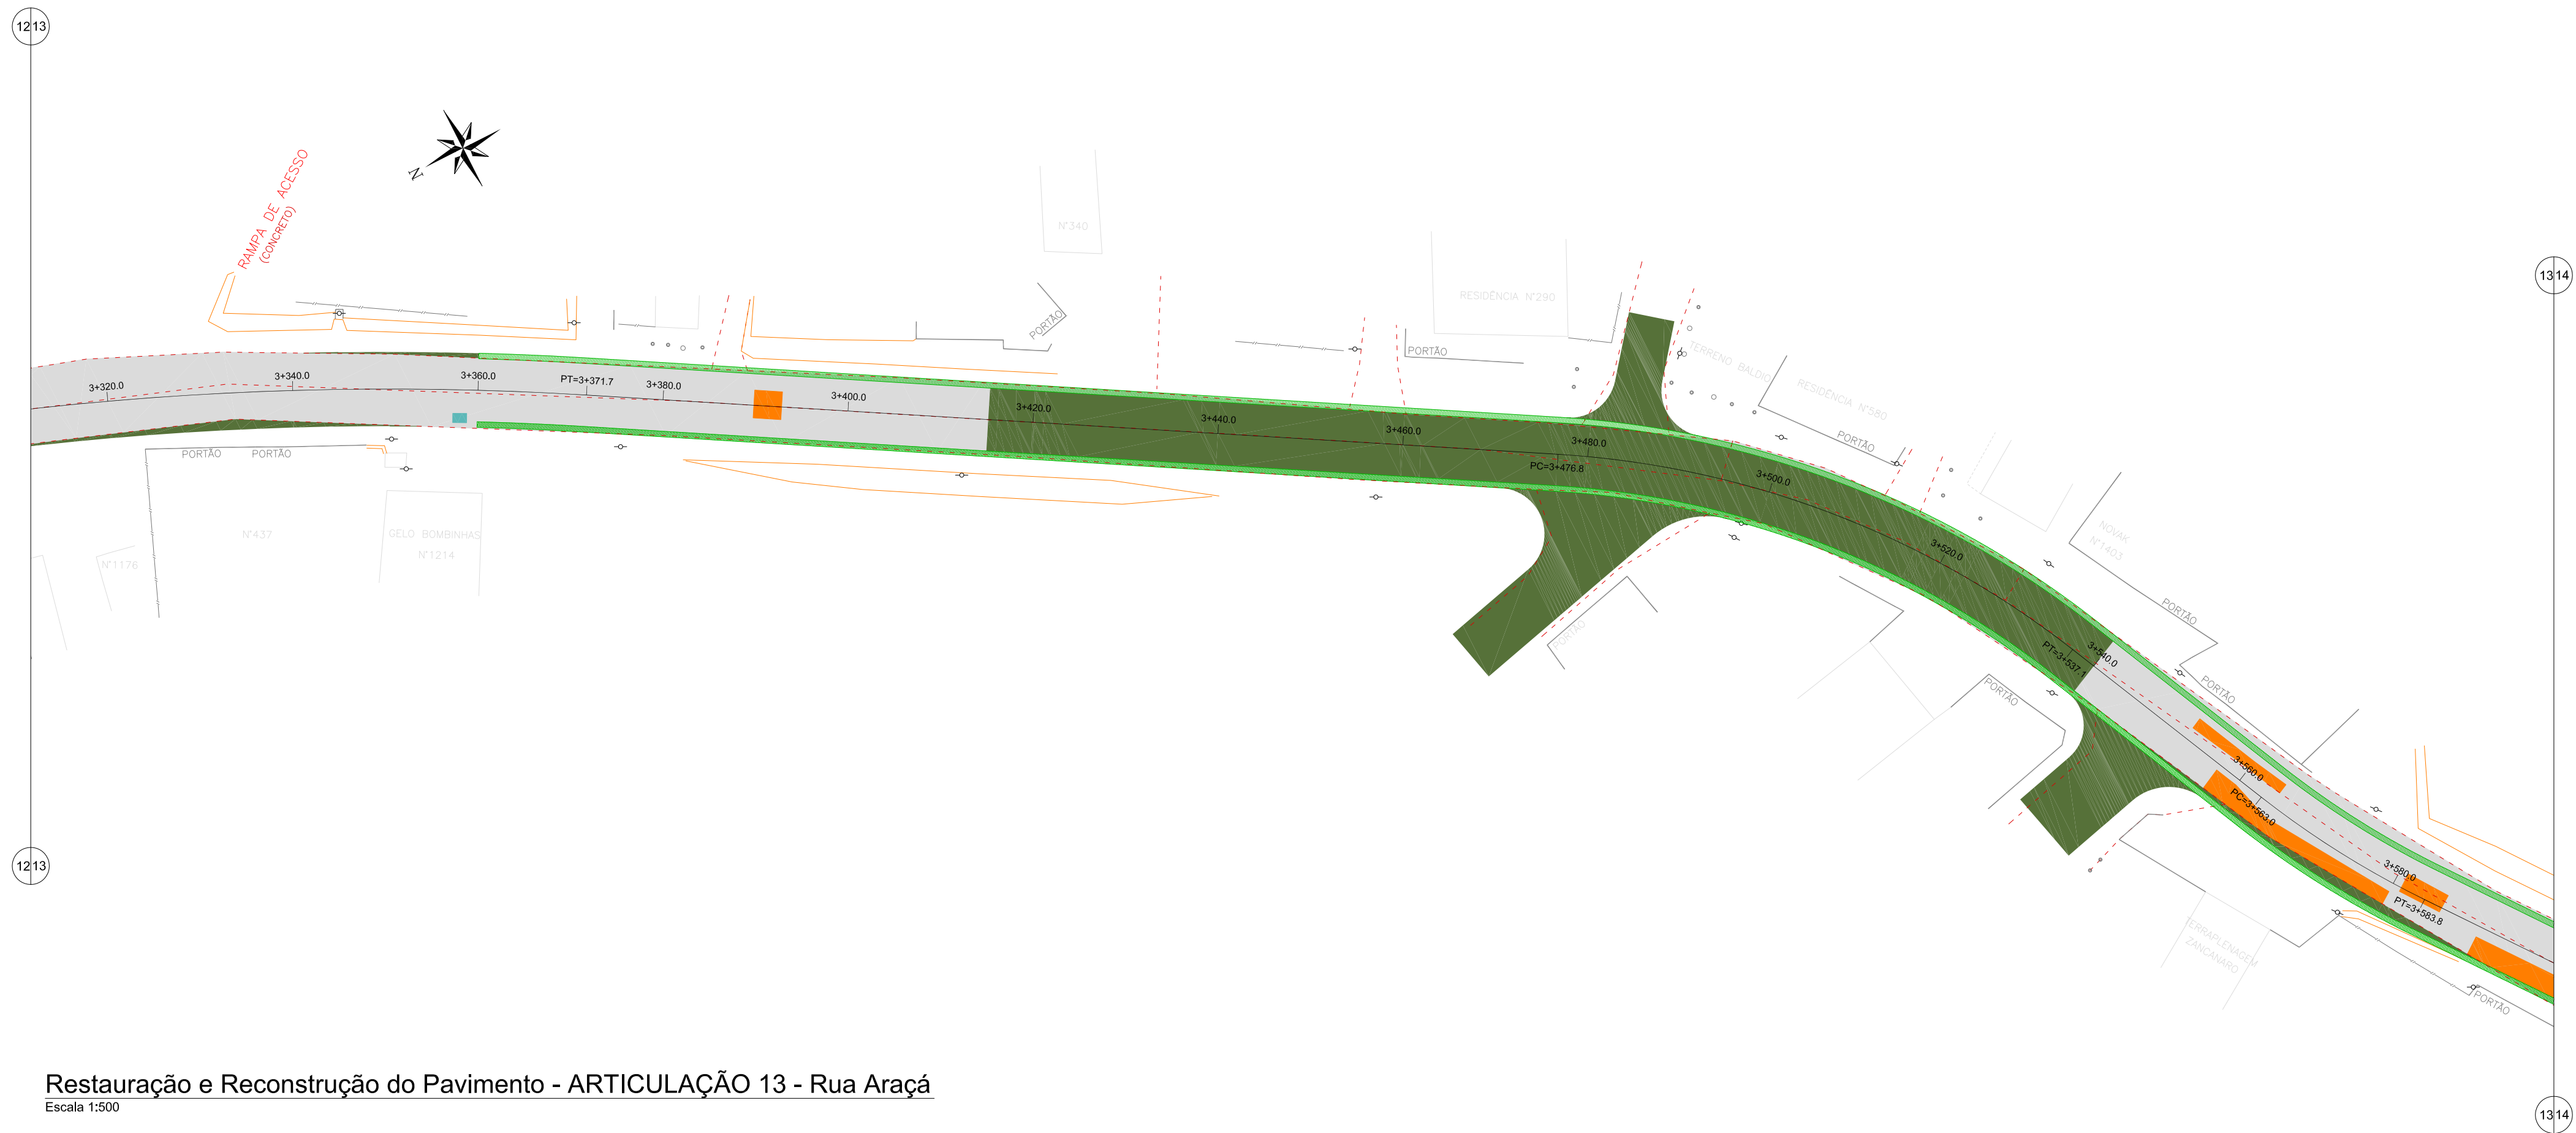 12 13
13 14
N
RAMPA DE ACESSO
(CONCRETO)
N°340
RESIDÊNCIA N°290
PORTÃO
PORTÃO
TERRENO BALDIO
RESIDÊNCIA N°580
PORTÃO
3+320.0
3+340.0
3+360.0
PT=3+371.7
3+380.0
3+400.0
3+420.0
3+440.0
3+460.0
3+480.0
PC=3+476.8
3+500.0
3+520.0
PT=3+537.1
3+540.0
3+560.0
PC=3+563.0
3+580.0
PT=3+583.8
NOVAK
N°1403
PORTÃO
PORTÃO
PORTÃO
PORTÃO
N°437
GELO BOMBINHAS
N°1214
N°1176
PORTÃO
PORTÃO
TERRAPLENAGEM
ZANCANARO
PORTÃO
12 13
13 14
Restauração e Reconstrução do Pavimento - ARTICULAÇÃO 13 - Rua Araçá
Escala 1:500